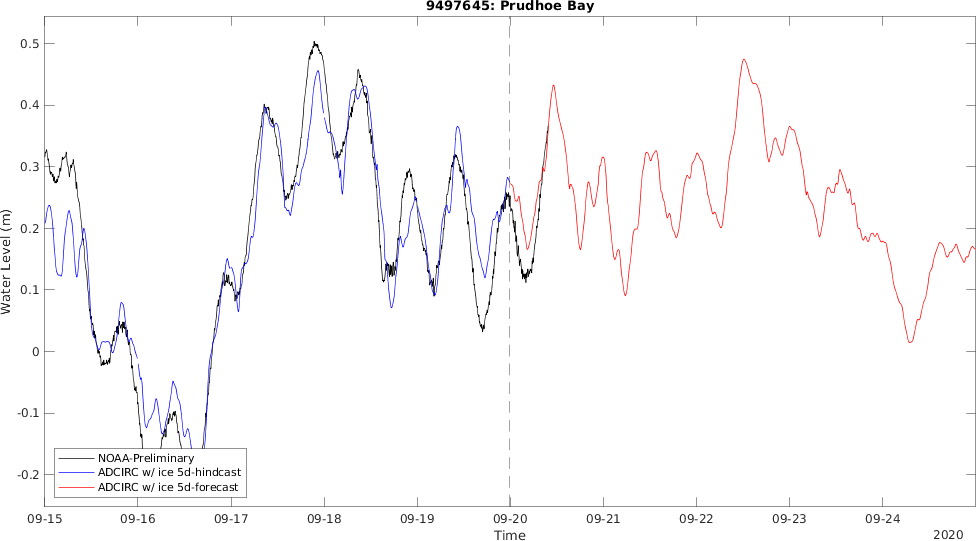 9497645: Prudhoe Bay
0.5
0.4
0.3
0.2
0.1
0
-0.1
-0.2
Water Level (m)
NOAA-Preliminary
ADCIRC w/ ice 5d-hindcast
ADCIRC w/ ice 5d-forecast
09-15 09-16 09-17 09-18 09-19 09-20 09-21 09-22 09-23 09-24
Time
2020